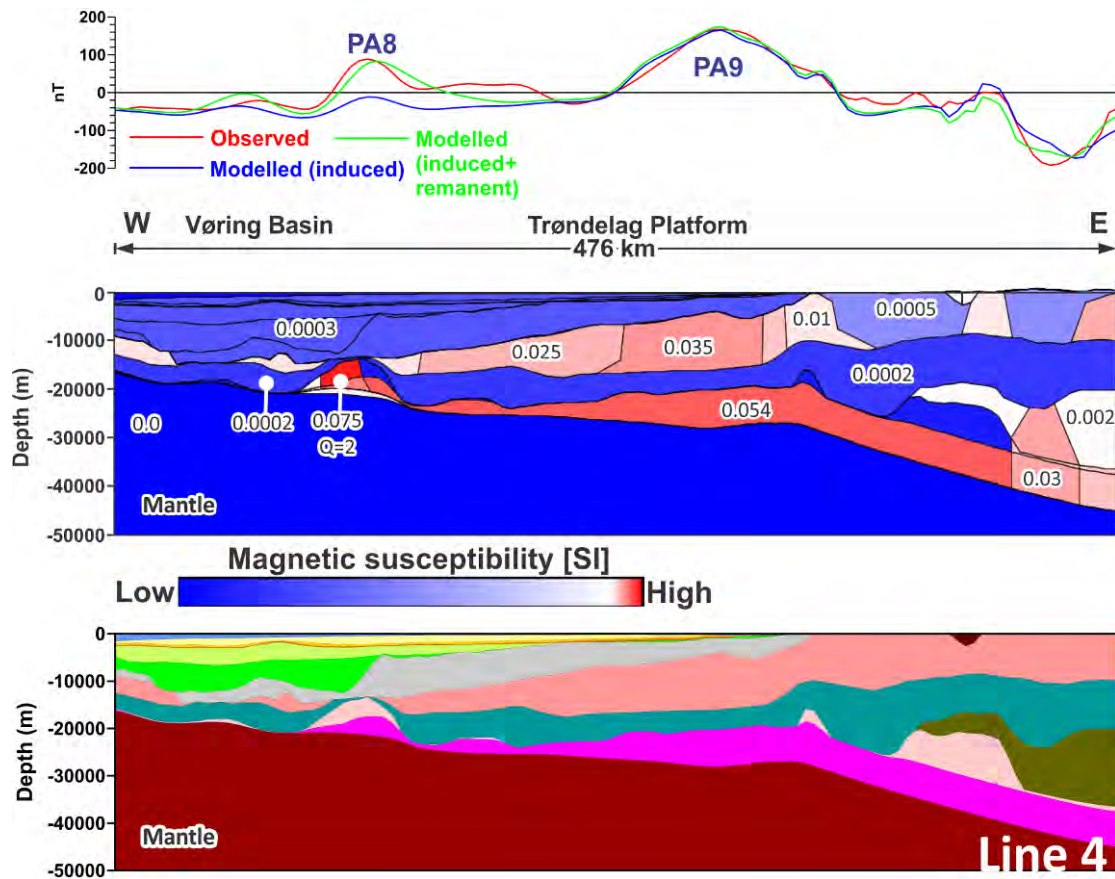 200
100
0
-100
-200
nT
PA8
PA9
Observed
Modelled (induced)
Modelled
(induced+
remanent)
W
Vøring Basin
Trøndelag Platform
E
476 km
0
-10000
-20000
-30000
-40000
-50000
Depth (m)
0.0003
0.025
0.035
0.01
0.0005
0.0
0.0002
0.075
Q=2
0.054
0.0002
0.002
0.03
Mantle
Magnetic susceptibility [SI]
Low
High
0
-10000
-20000
-30000
-40000
-50000
Depth (m)
Mantle
Line 4